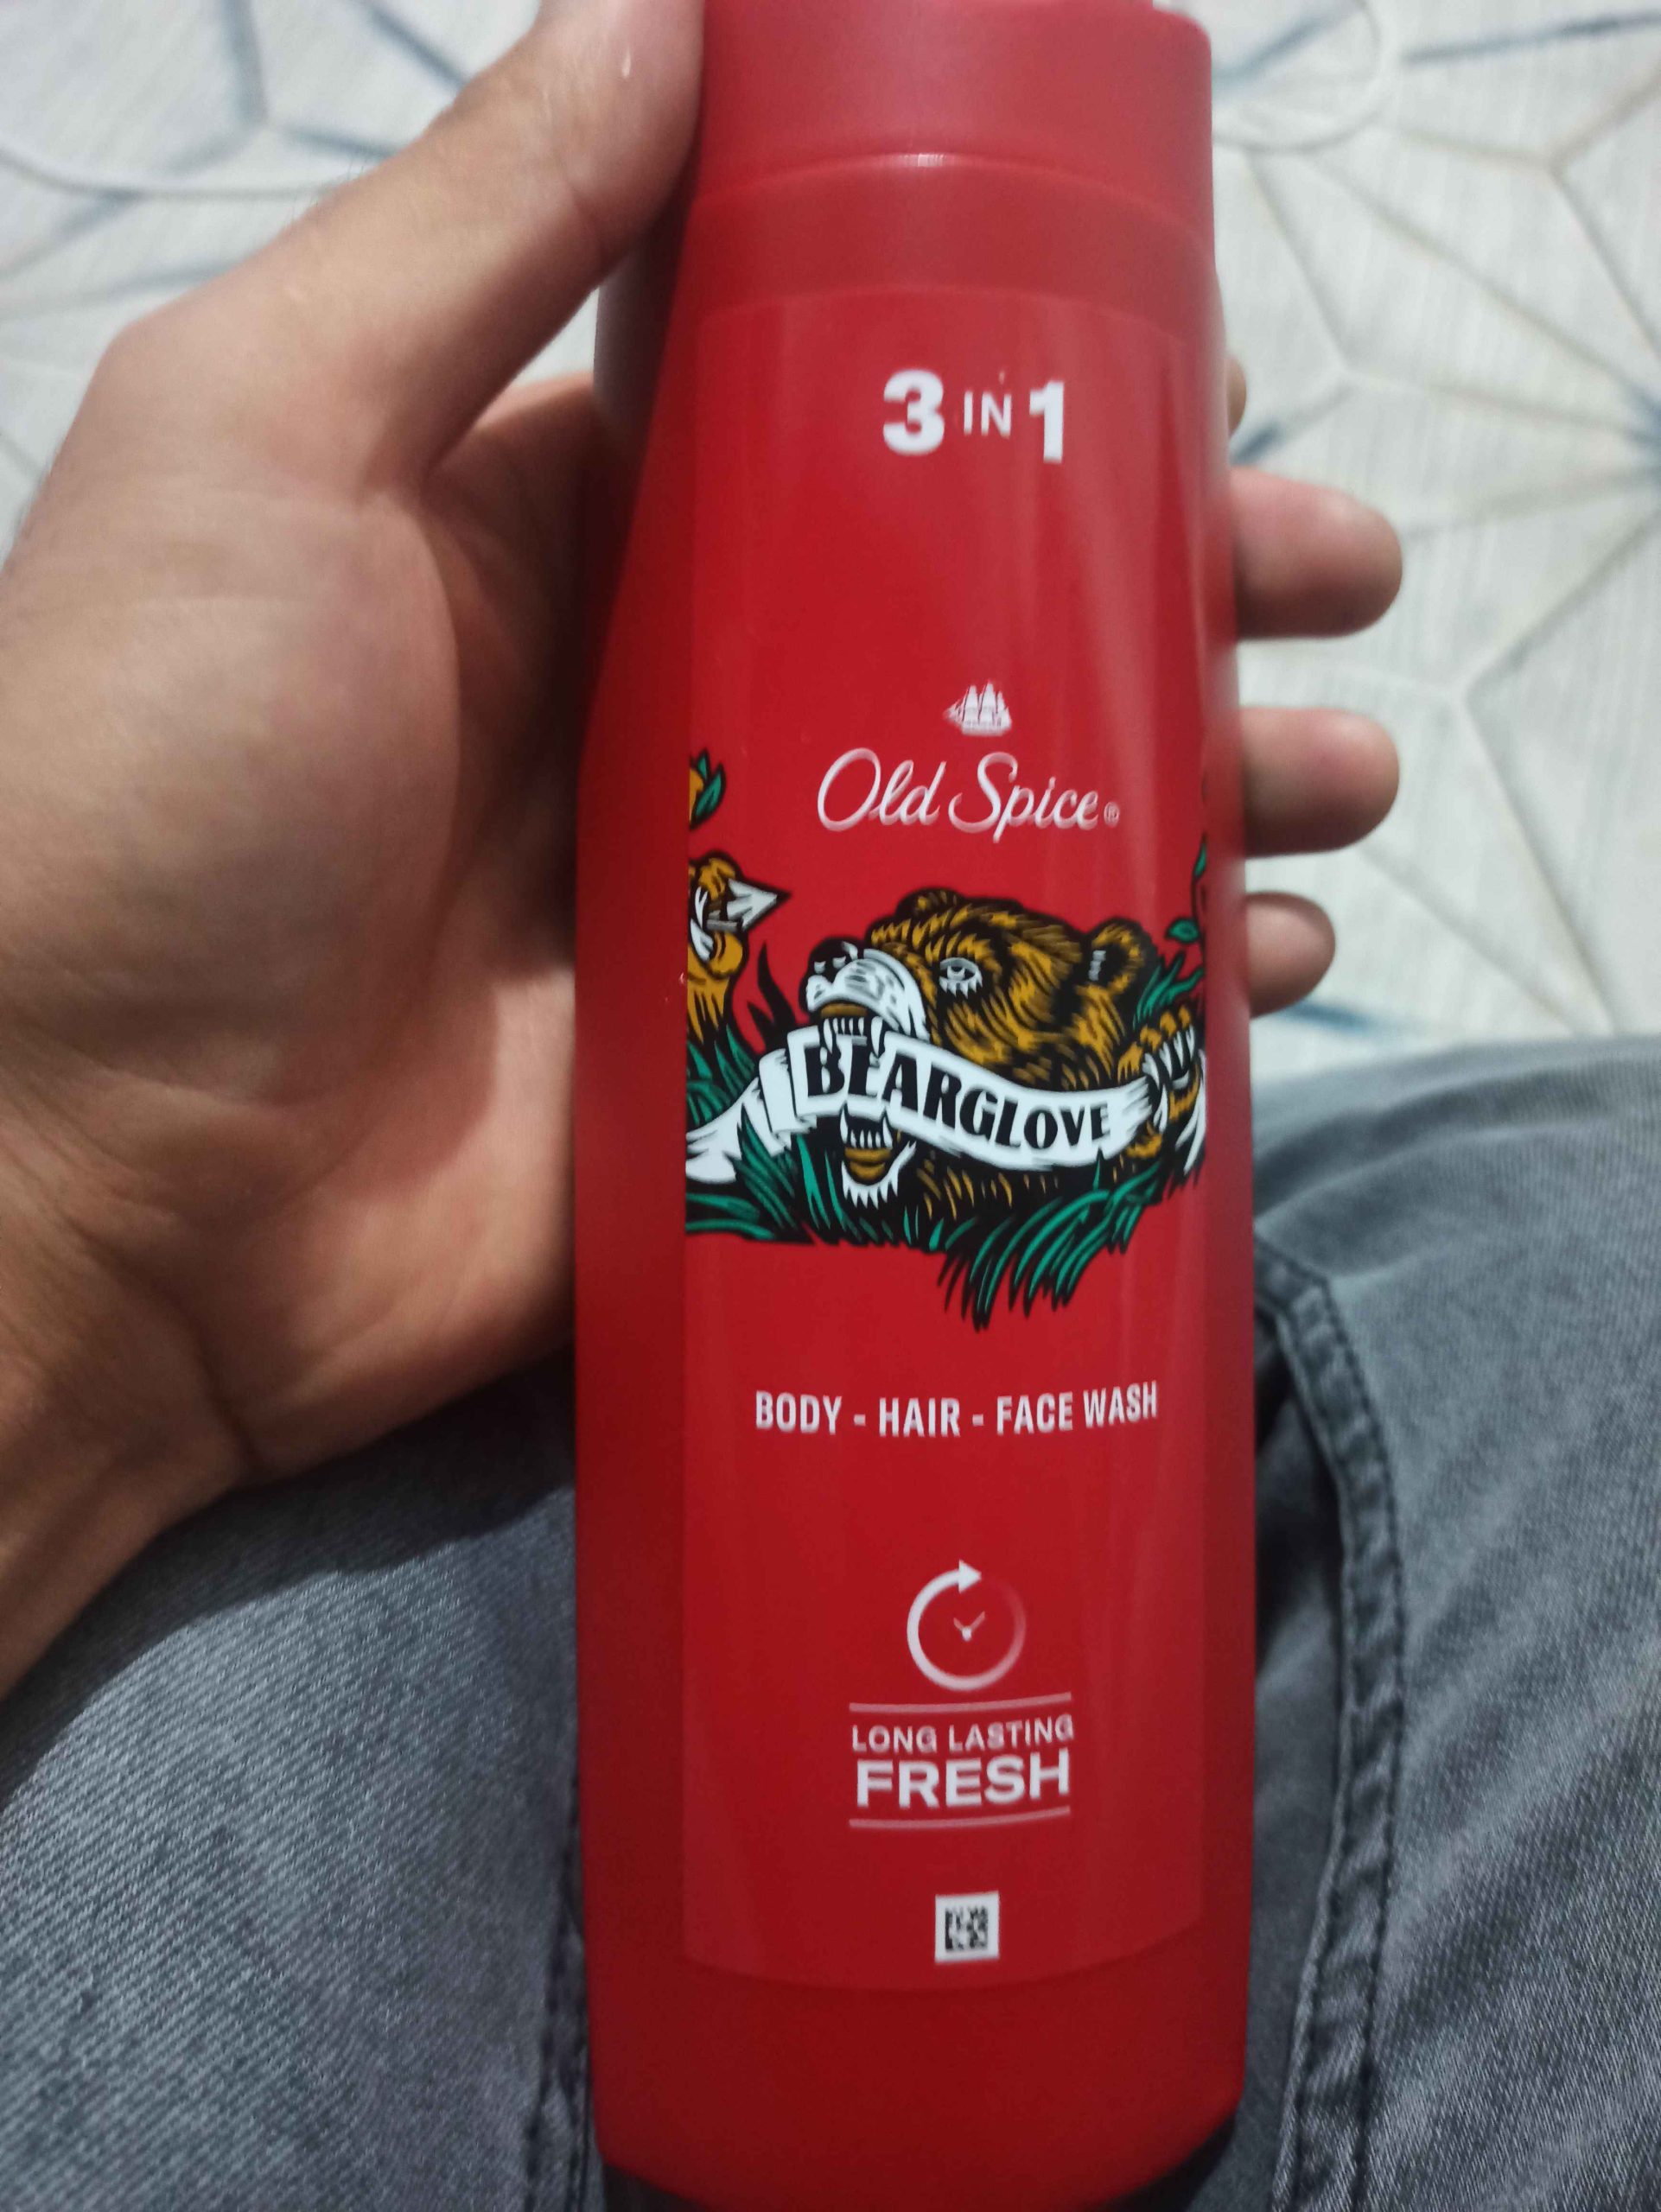 3 IN 1
Old Spice®
BEARGLOVE
BODY - HAIR - FACE WASH
LONG LASTING
FRESH